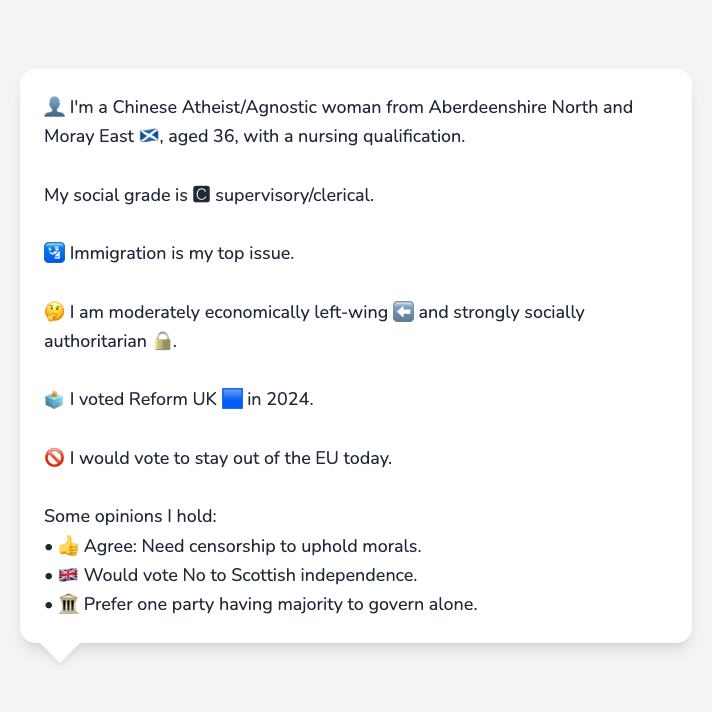 👤 I'm a Chinese Atheist/Agnostic woman from Aberdeenshire North and
Moray East 🏴󠁧󠁢󠁳󠁣󠁴󠁿, aged 36, with a nursing qualification.
My social grade is 🅲 supervisory/clerical.
🛂 Immigration is my top issue.
🤔 I am moderately economically left-wing ⬅️ and strongly socially
authoritarian 🔒.
🗳️ I voted Reform UK 🟦 in 2024.
🚫 I would vote to stay out of the EU today.
Some opinions I hold:
• 👍 Agree: Need censorship to uphold morals.
• 🇬🇧 Would vote No to Scottish independence.
• 🏛️ Prefer one party having majority to govern alone.